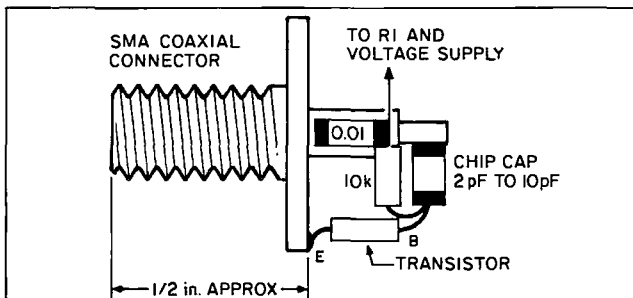 SMA COAXIAL
CONNECTOR
TO RI AND
VOLTAGE SUPPLY
0.01
CHIP CAP
2pF TO 10pF
10k
B
E
TRANSISTOR
1/2 in. APPROX